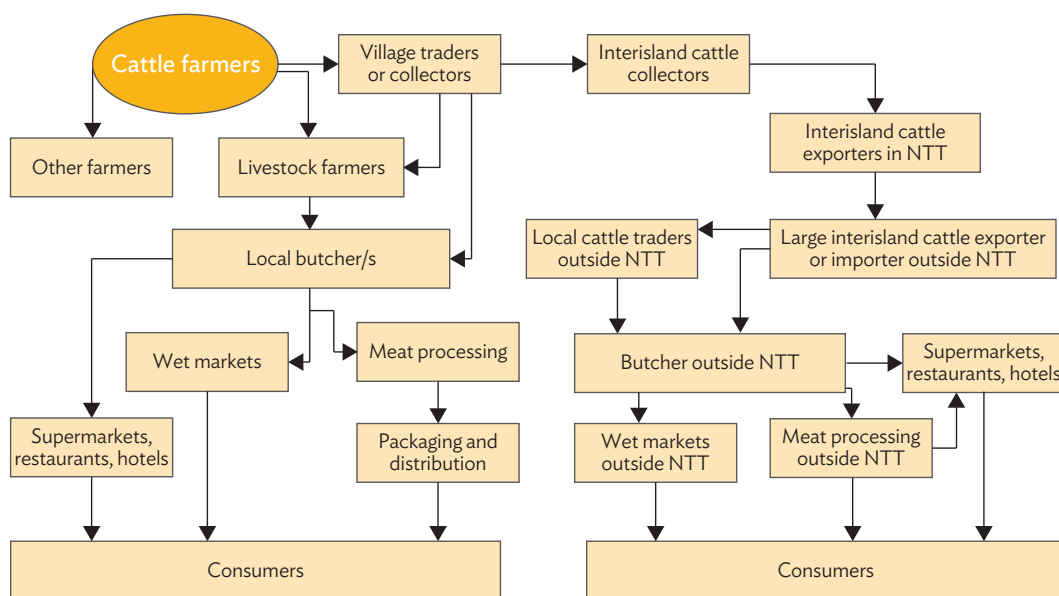 Cattle farmers
Village traders
or collectors
Interisland cattle
collectors
Other farmers
Livestock farmers
Interisland cattle
exporters in NTT
Local butcher/s
Local cattle traders
outside NTT
Large interisland cattle exporter
or importer outside NTT
Wet markets
Meat processing
Butcher outside NTT
Supermarkets,
restaurants, hotels
Supermarkets,
restaurants, hotels
Packaging and
distribution
Wet markets
outside NTT
Meat processing
outside NTT
Consumers
Consumers